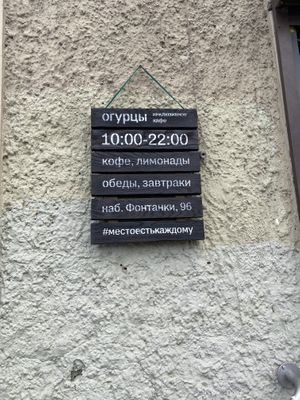 огурцы инклюзивное
кафе
10:00-22:00
кофе, лимонады
обеды, завтраки
наб. Фонтанки, 96
#местоестькаждому